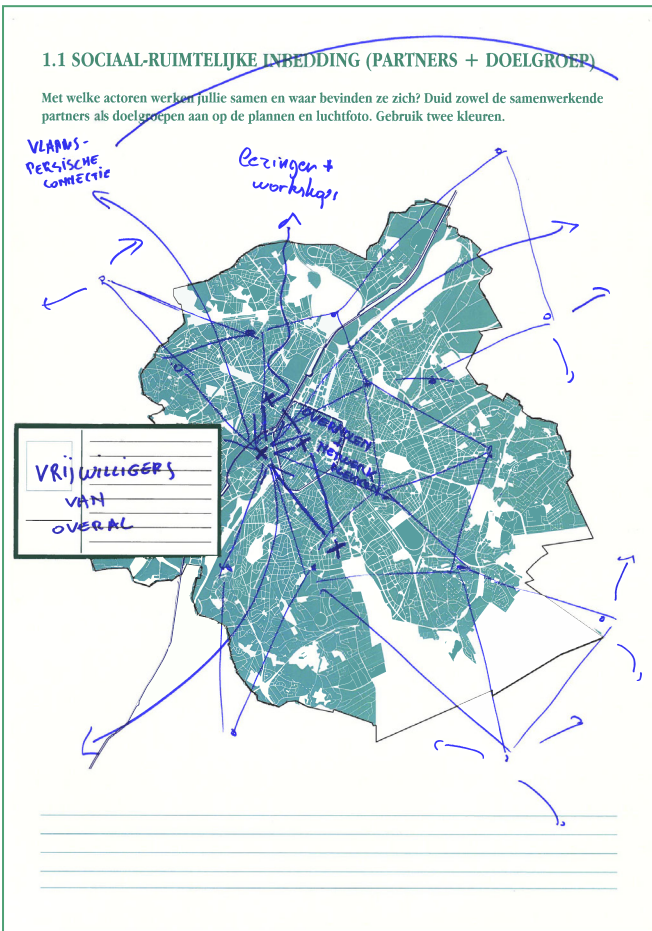 1.1 SOCIAAL-RUIMTELIJKE INBEDDING (PARTNERS + DOELGROEP)
Met welke actoren werken jullie samen en waar bevinden ze zich? Duid zowel de samenwerkende
partners als doelgroepen aan op de plannen en luchtfoto. Gebruik twee kleuren.
VLAAMS-
PERZISCHE
CONNECTIE
lezingen +
workshops
NETWERK
VRIJWILLIGERS
VAN
OVERAL